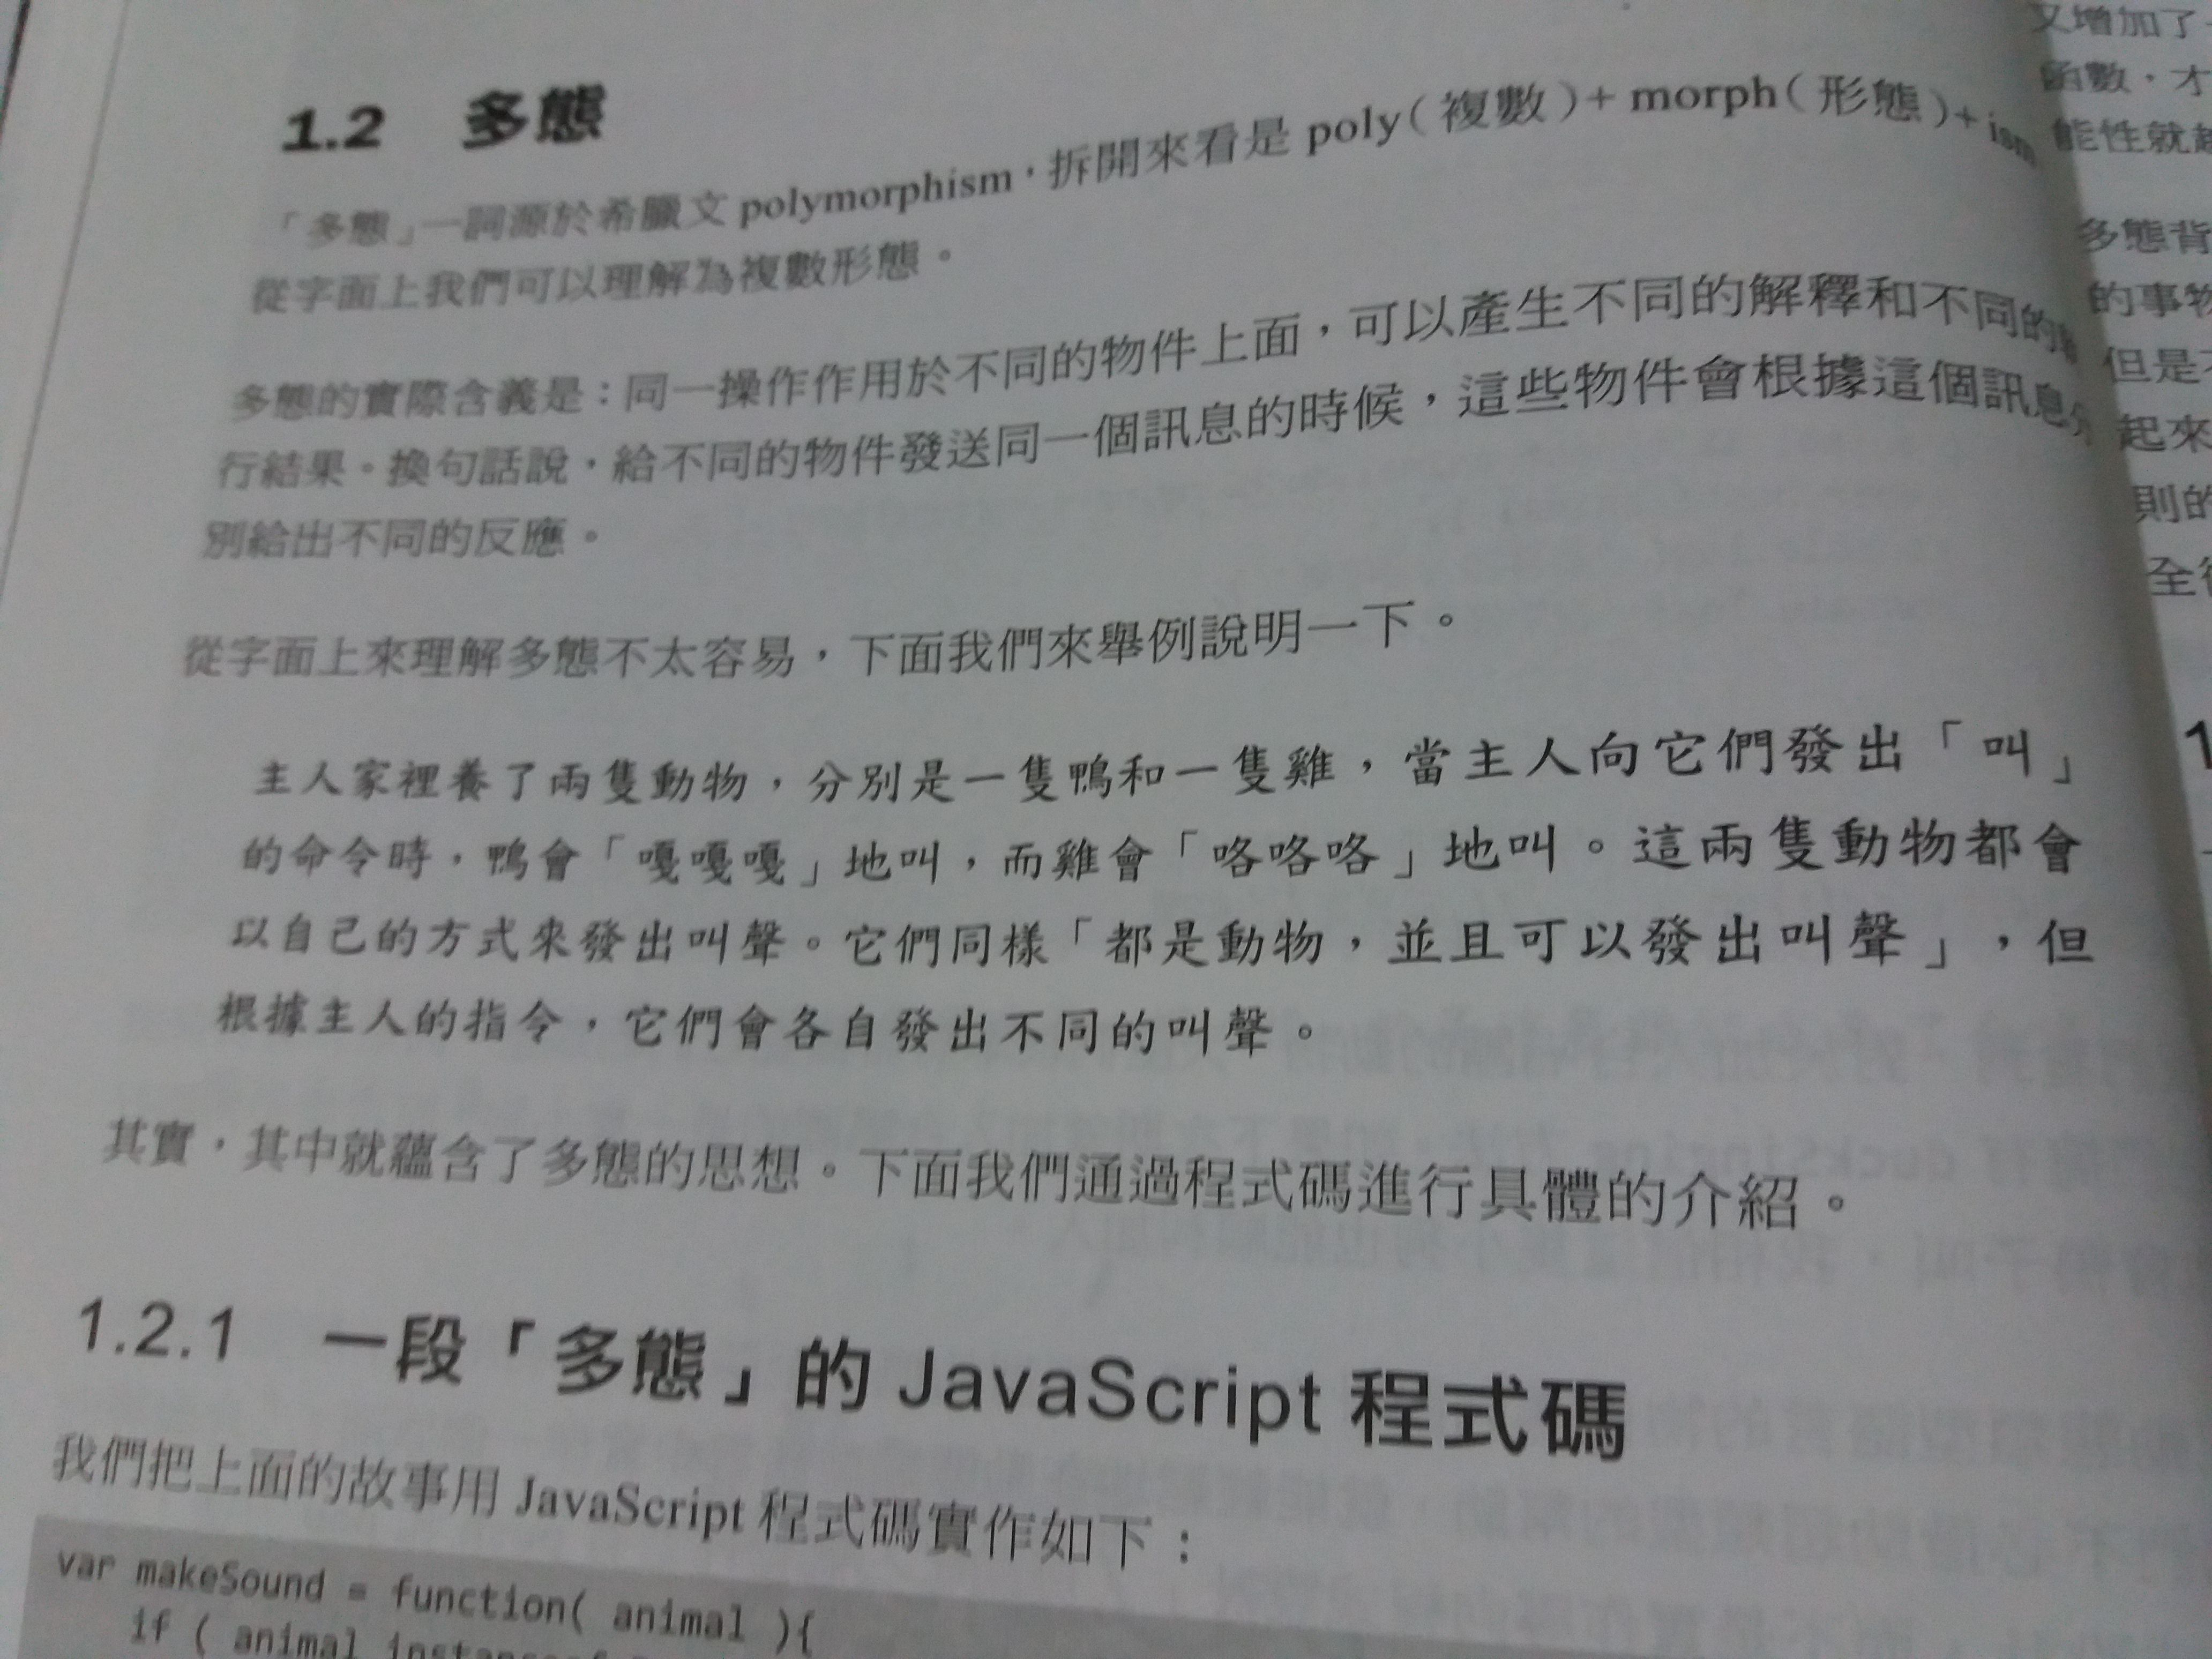 1.2 多態
「多態」一詞源於希臘文 polymorphism，拆開來看是 poly（複數）+ morph（形態）+ ism
從字面上我們可以理解為複數形態。
多態的實際含義是：同一操作作用於不同的物件上面，可以產生不同的解釋和不同的
行結果。換句話說，給不同的物件發送同一個訊息的時候，這些物件會根據這個訊息分
別給出不同的反應。
從字面上來理解多態不太容易，下面我們來舉例說明一下。
主人家裡養了兩隻動物，分別是一隻鴨和一隻雞，當主人向它們發出「叫」
的命令時，鴨會「嘎嘎嘎」地叫，而雞會「咯咯咯」地叫。這兩隻動物都會
以自己的方式來發出叫聲。它們同樣「都是動物，並且可以發出叫聲」，但
根據主人的指令，它們會各自發出不同的叫聲。
其實，其中就蘊含了多態的思想。下面我們通過程式碼進行具體的介紹。
1.2.1 一段「多態」的 JavaScript 程式碼
我們把上面的故事用 JavaScript 程式碼實作如下：
var makeSound = function( animal ){
if ( animal
又增加了
函數，才
能性就
多態背
的事物
但是
起來
則的
全
1